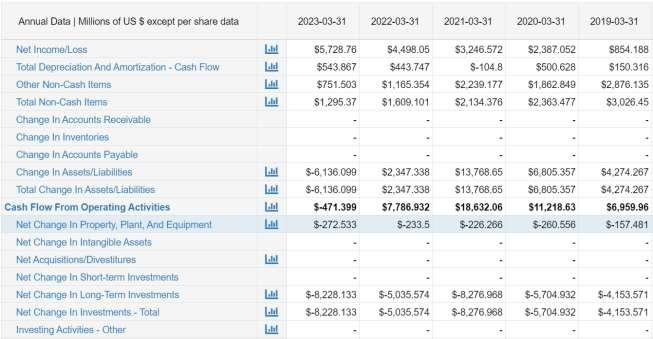 Annual Data | Millions of US $ except per share data 2023-03-31 2022-03-31 2021-03-31 2020-03-31 2019-03-31
Net Income/Loss $5,728.76 $4,498.05 $3,246.572 $2,387.052 $854.188
Total Depreciation And Amortization - Cash Flow $543.867 $443.747 $-104.8 $500.628 $150.316
Other Non-Cash Items $751.503 $1,165.354 $2,239.177 $1,862.849 $2,876.135
Total Non-Cash Items $1,295.37 $1,609.101 $2,134.376 $2,363.477 $3,026.45
Change In Accounts Receivable - - - - -
Change In Inventories - - - - -
Change In Accounts Payable - - - - -
Change In Assets/Liabilities $-6,136.099 $2,347.338 $13,768.65 $6,805.357 $4,274.267
Total Change In Assets/Liabilities $-6,136.099 $2,347.338 $13,768.65 $6,805.357 $4,274.267
Cash Flow From Operating Activities $-471.399 $7,786.932 $18,632.06 $11,218.63 $6,959.96
Net Change In Property, Plant, And Equipment $-272.533 $-233.5 $-226.266 $-260.556 $-157.481
Net Change In Intangible Assets - - - - -
Net Acquisitions/Divestitures - - - - -
Net Change In Short-term Investments - - - - -
Net Change In Long-Term Investments $-8,228.133 $-5,035.574 $-8,276.968 $-5,704.932 $-4,153.571
Net Change In Investments - Total $-8,228.133 $-5,035.574 $-8,276.968 $-5,704.932 $-4,153.571
Investing Activities - Other - - - - -